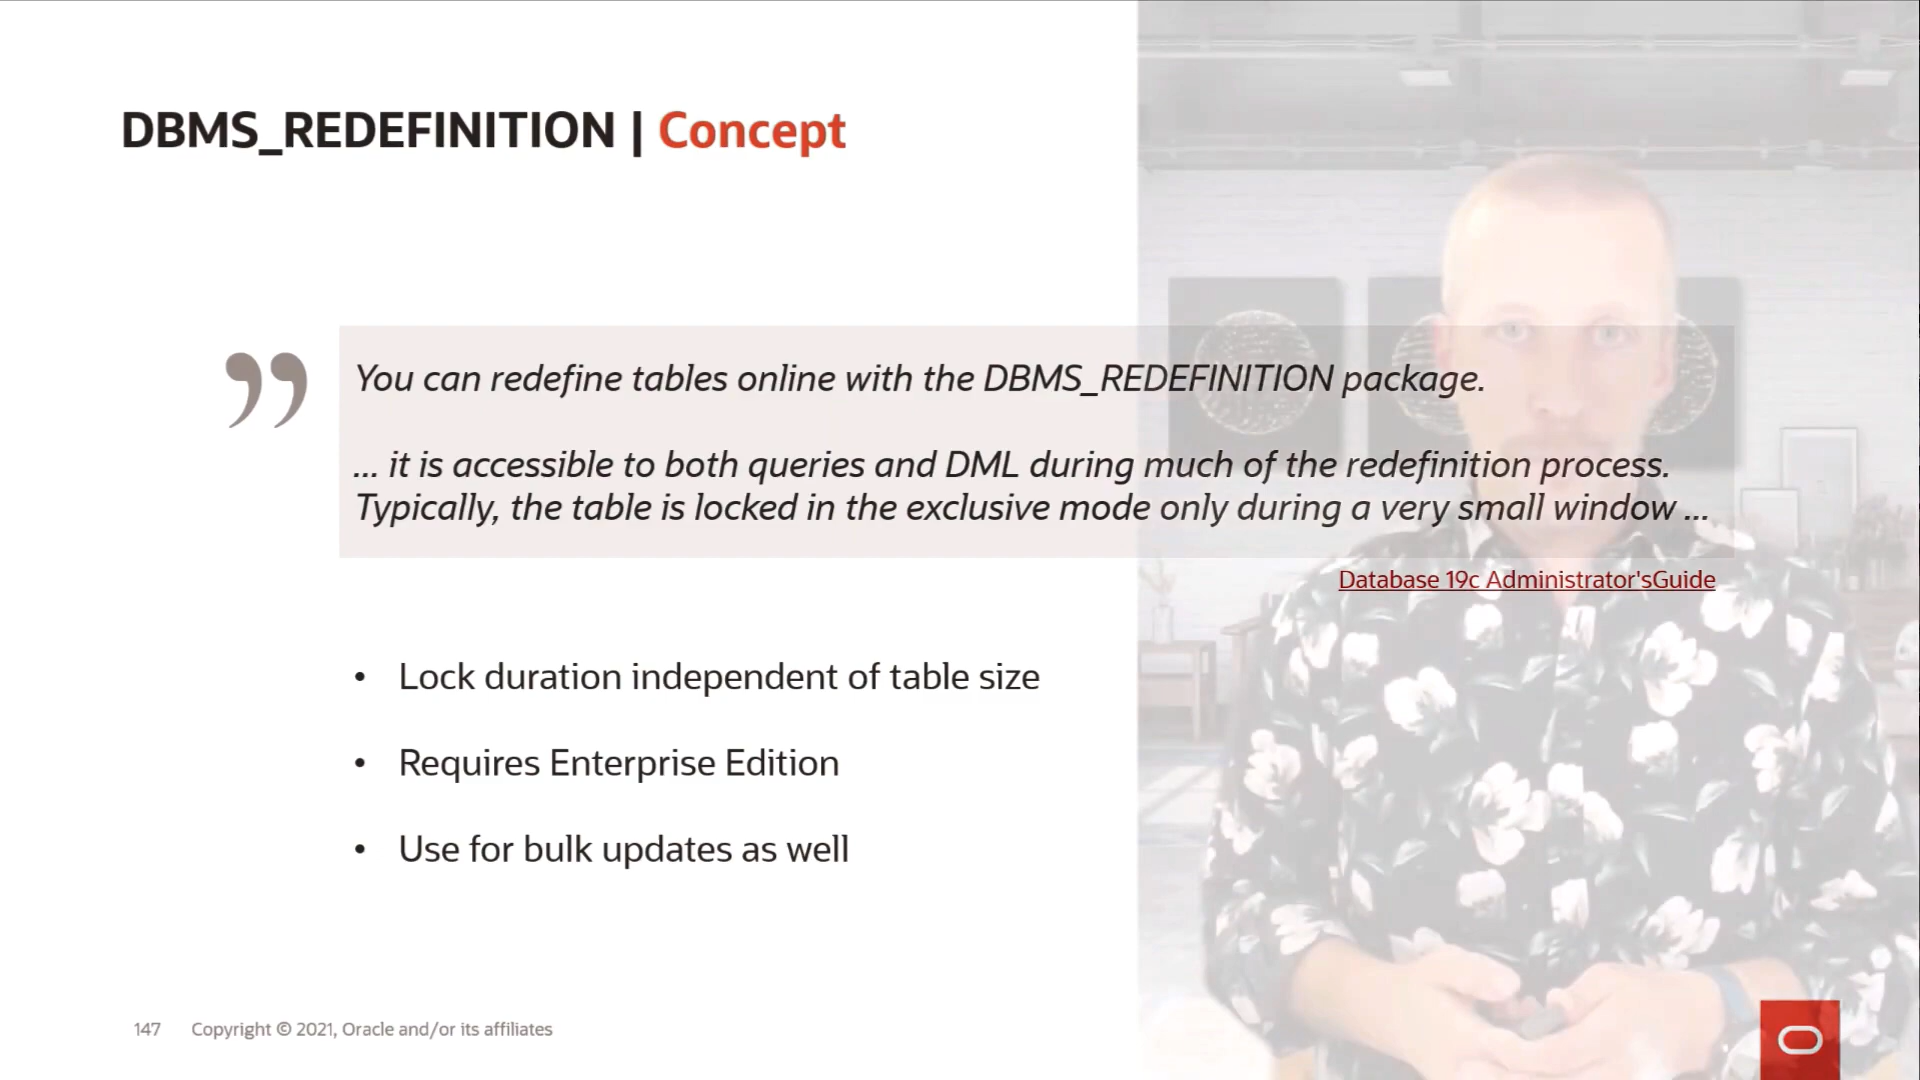 DBMS_REDEFINITION | Concept
You can redefine tables online with the DBMS_REDEFINITION package.
... it is accessible to both queries and DML during much of the redefinition process.
Typically, the table is locked in the exclusive mode only during a very small window ...
Database 19c Administrator'sGuide
• Lock duration independent of table size
• Requires Enterprise Edition
• Use for bulk updates as well
147 Copyright © 2021, Oracle and/or its affiliates